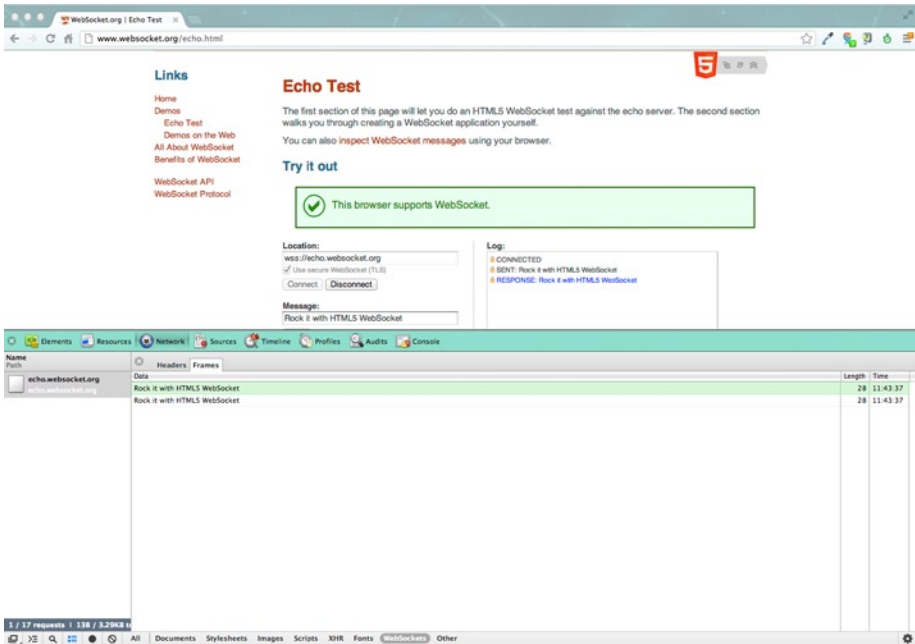 WebSocket.org | Echo Test
www.websocket.org/echo.html
Links
Home
Demos
Echo Test
Demos on the Web
All About WebSocket
Benefits of WebSocket
WebSocket API
WebSocket Protocol
5
Echo Test
The first section of this page will let you do an HTML5 WebSocket test against the echo server. The second section
walks you through creating a WebSocket application yourself.
You can also inspect WebSocket messages using your browser.
Try it out
This browser supports WebSocket.
Location:
wss://echo.websocket.org
Use secure WebSocket (TLS)
Connect Disconnect
Message:
Rock it with HTML5 WebSocket
Log:
CONNECTED
SENT: Rock it with HTML5 WebSocket
RESPONSE: Rock it with HTML5 WebSocket
Elements Resources Network Sources Timeline Profiles Audits Console
Name
Path
Headers Frames
echo.websocket.org
echo.websocket.org
Data Length Time
Rock it with HTML5 WebSocket 28 11:43:37
Rock it with HTML5 WebSocket 28 11:43:37
1 / 17 requests | 138 / 3.29KB
All Documents Stylesheets Images Scripts XHR Fonts WebSockets Other